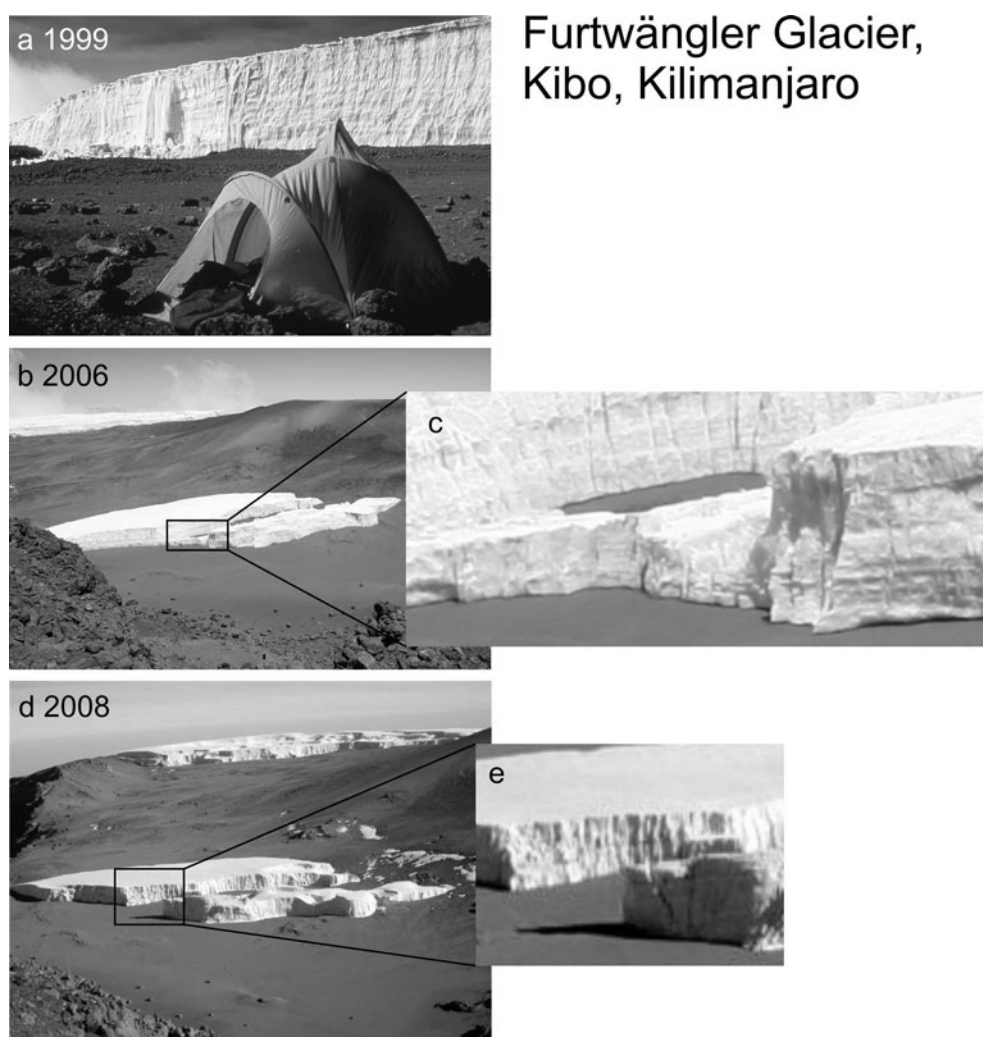 a 1999
Furtwängler Glacier,
Kibo, Kilimanjaro
b 2006
c
d 2008
e